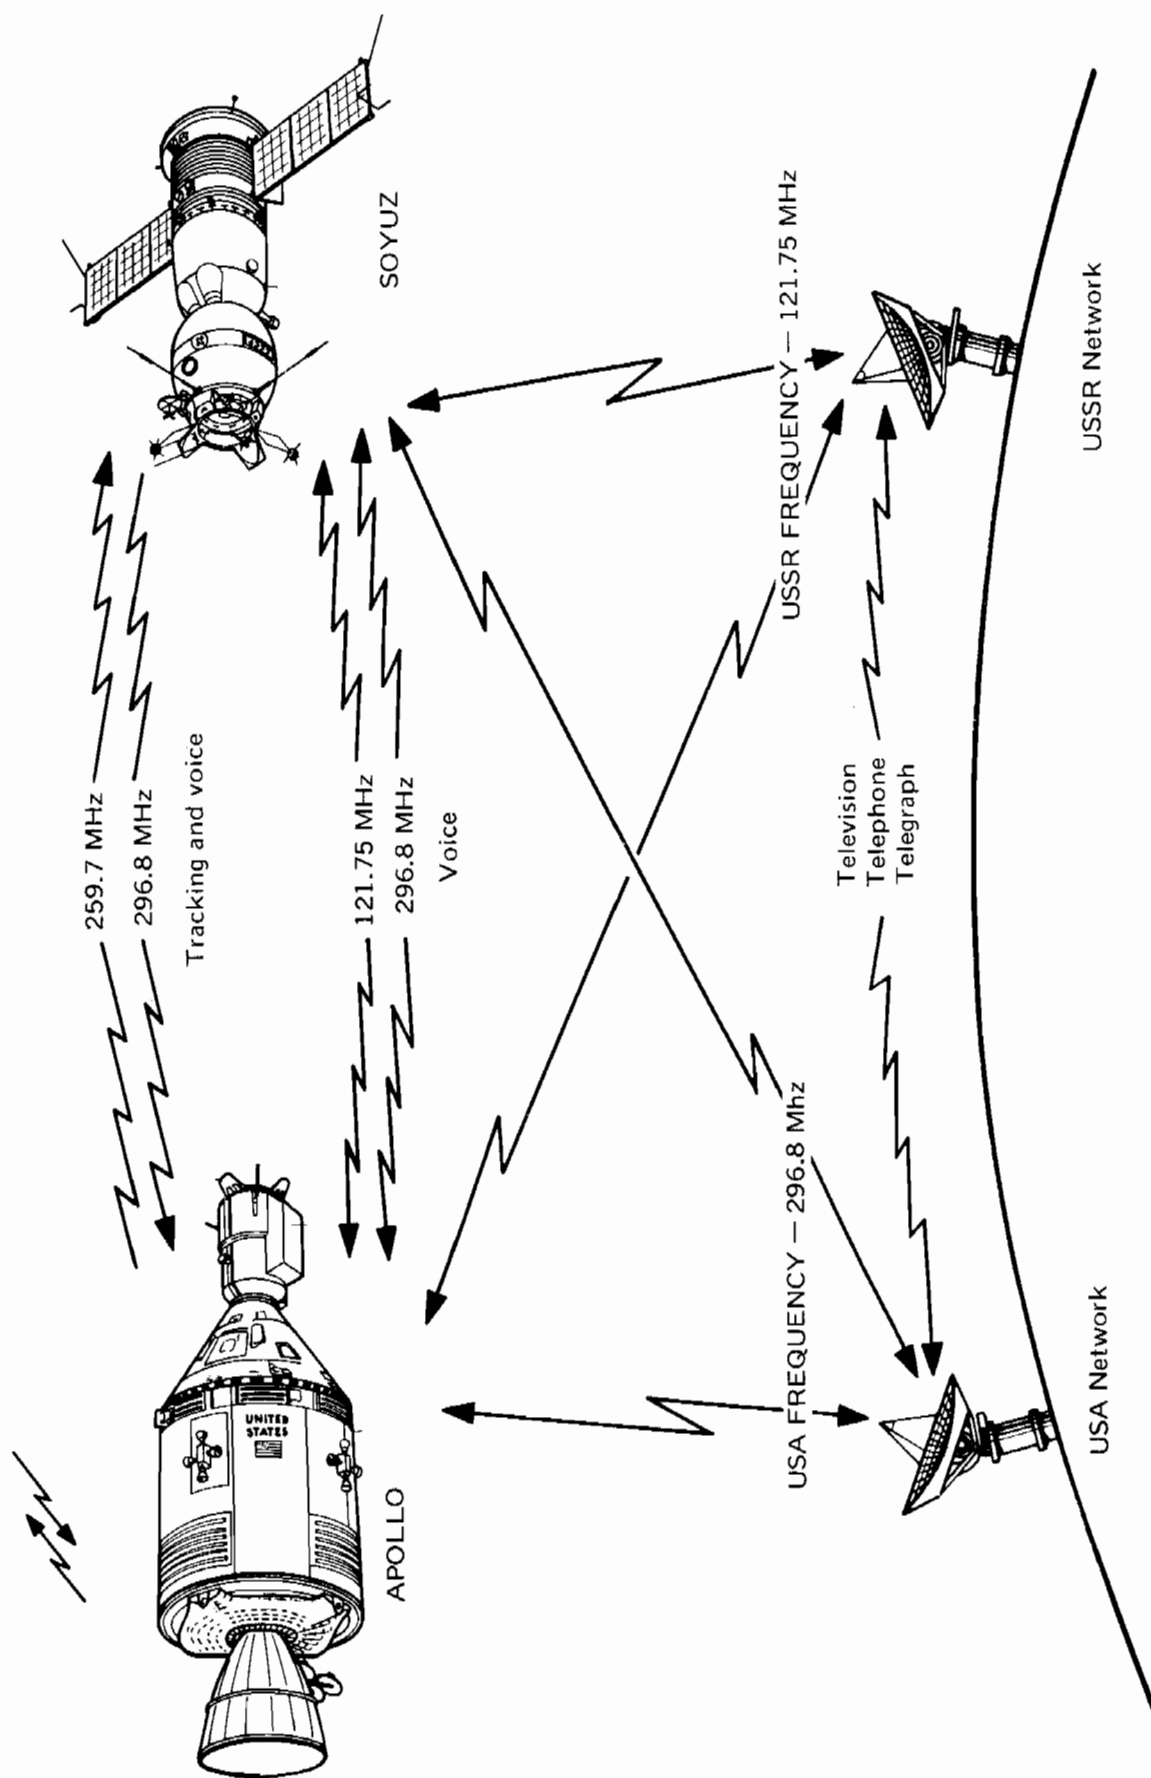 259.7 MHz
296.8 MHz
Tracking and voice
UNITED
STATES
APOLLO
SOYUZ
121.75 MHz
296.8 MHz
Voice
USA FREQUENCY — 296.8 Mhz
USSR FREQUENCY — 121.75 MHz
Television
Telephone
Telegraph
USA Network
USSR Network